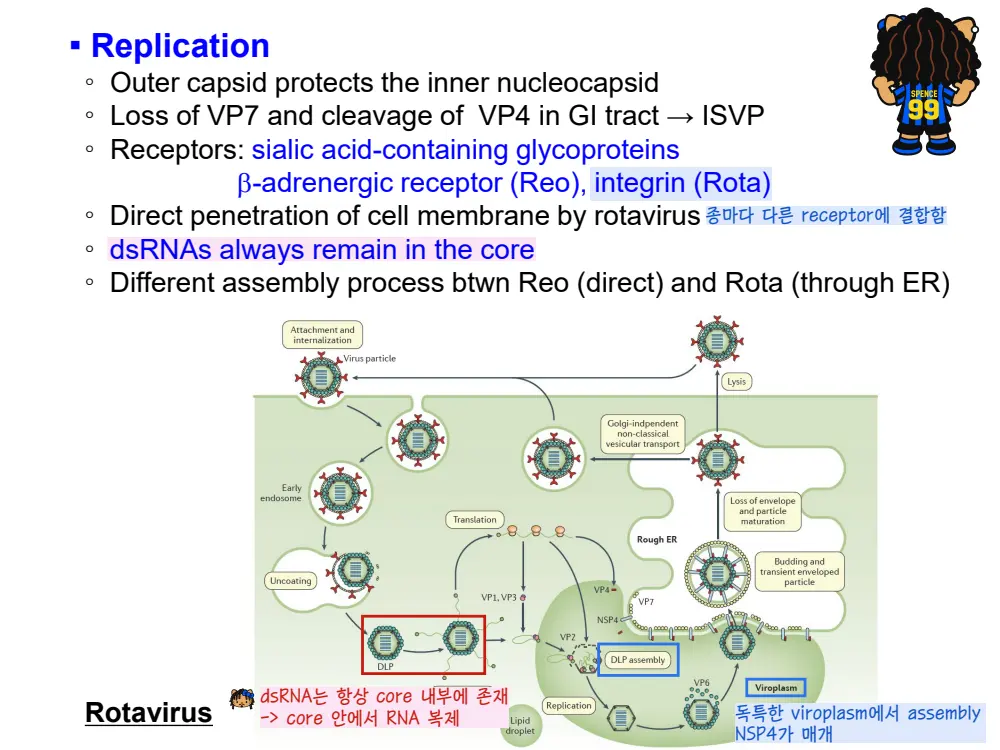 ▪ Replication
◦ Outer capsid protects the inner nucleocapsid
◦ Loss of VP7 and cleavage of VP4 in GI tract → ISVP
◦ Receptors: sialic acid-containing glycoproteins
β-adrenergic receptor (Reo), integrin (Rota)
◦ Direct penetration of cell membrane by rotavirus 종마다 다른 receptor에 결합함
◦ dsRNAs always remain in the core
◦ Different assembly process btwn Reo (direct) and Rota (through ER)
SPENCE
99
Attachment and
internalization
Virus particle
Lysis
Golgi-indpendent
non-classical
vesicular transport
Early
endosome
Loss of envelope
and particle
maturation
Translation
Rough ER
Budding and
transient enveloped
particle
Uncoating
VP1, VP3
VP4
VP7
NSP4
VP2
DLP
DLP assembly
VP6
Viroplasm
Replication
Lipid
droplet
Rotavirus
dsRNA는 항상 core 내부에 존재
-> core 안에서 RNA 복제
독특한 viroplasm에서 assembly
NSP4가 매개